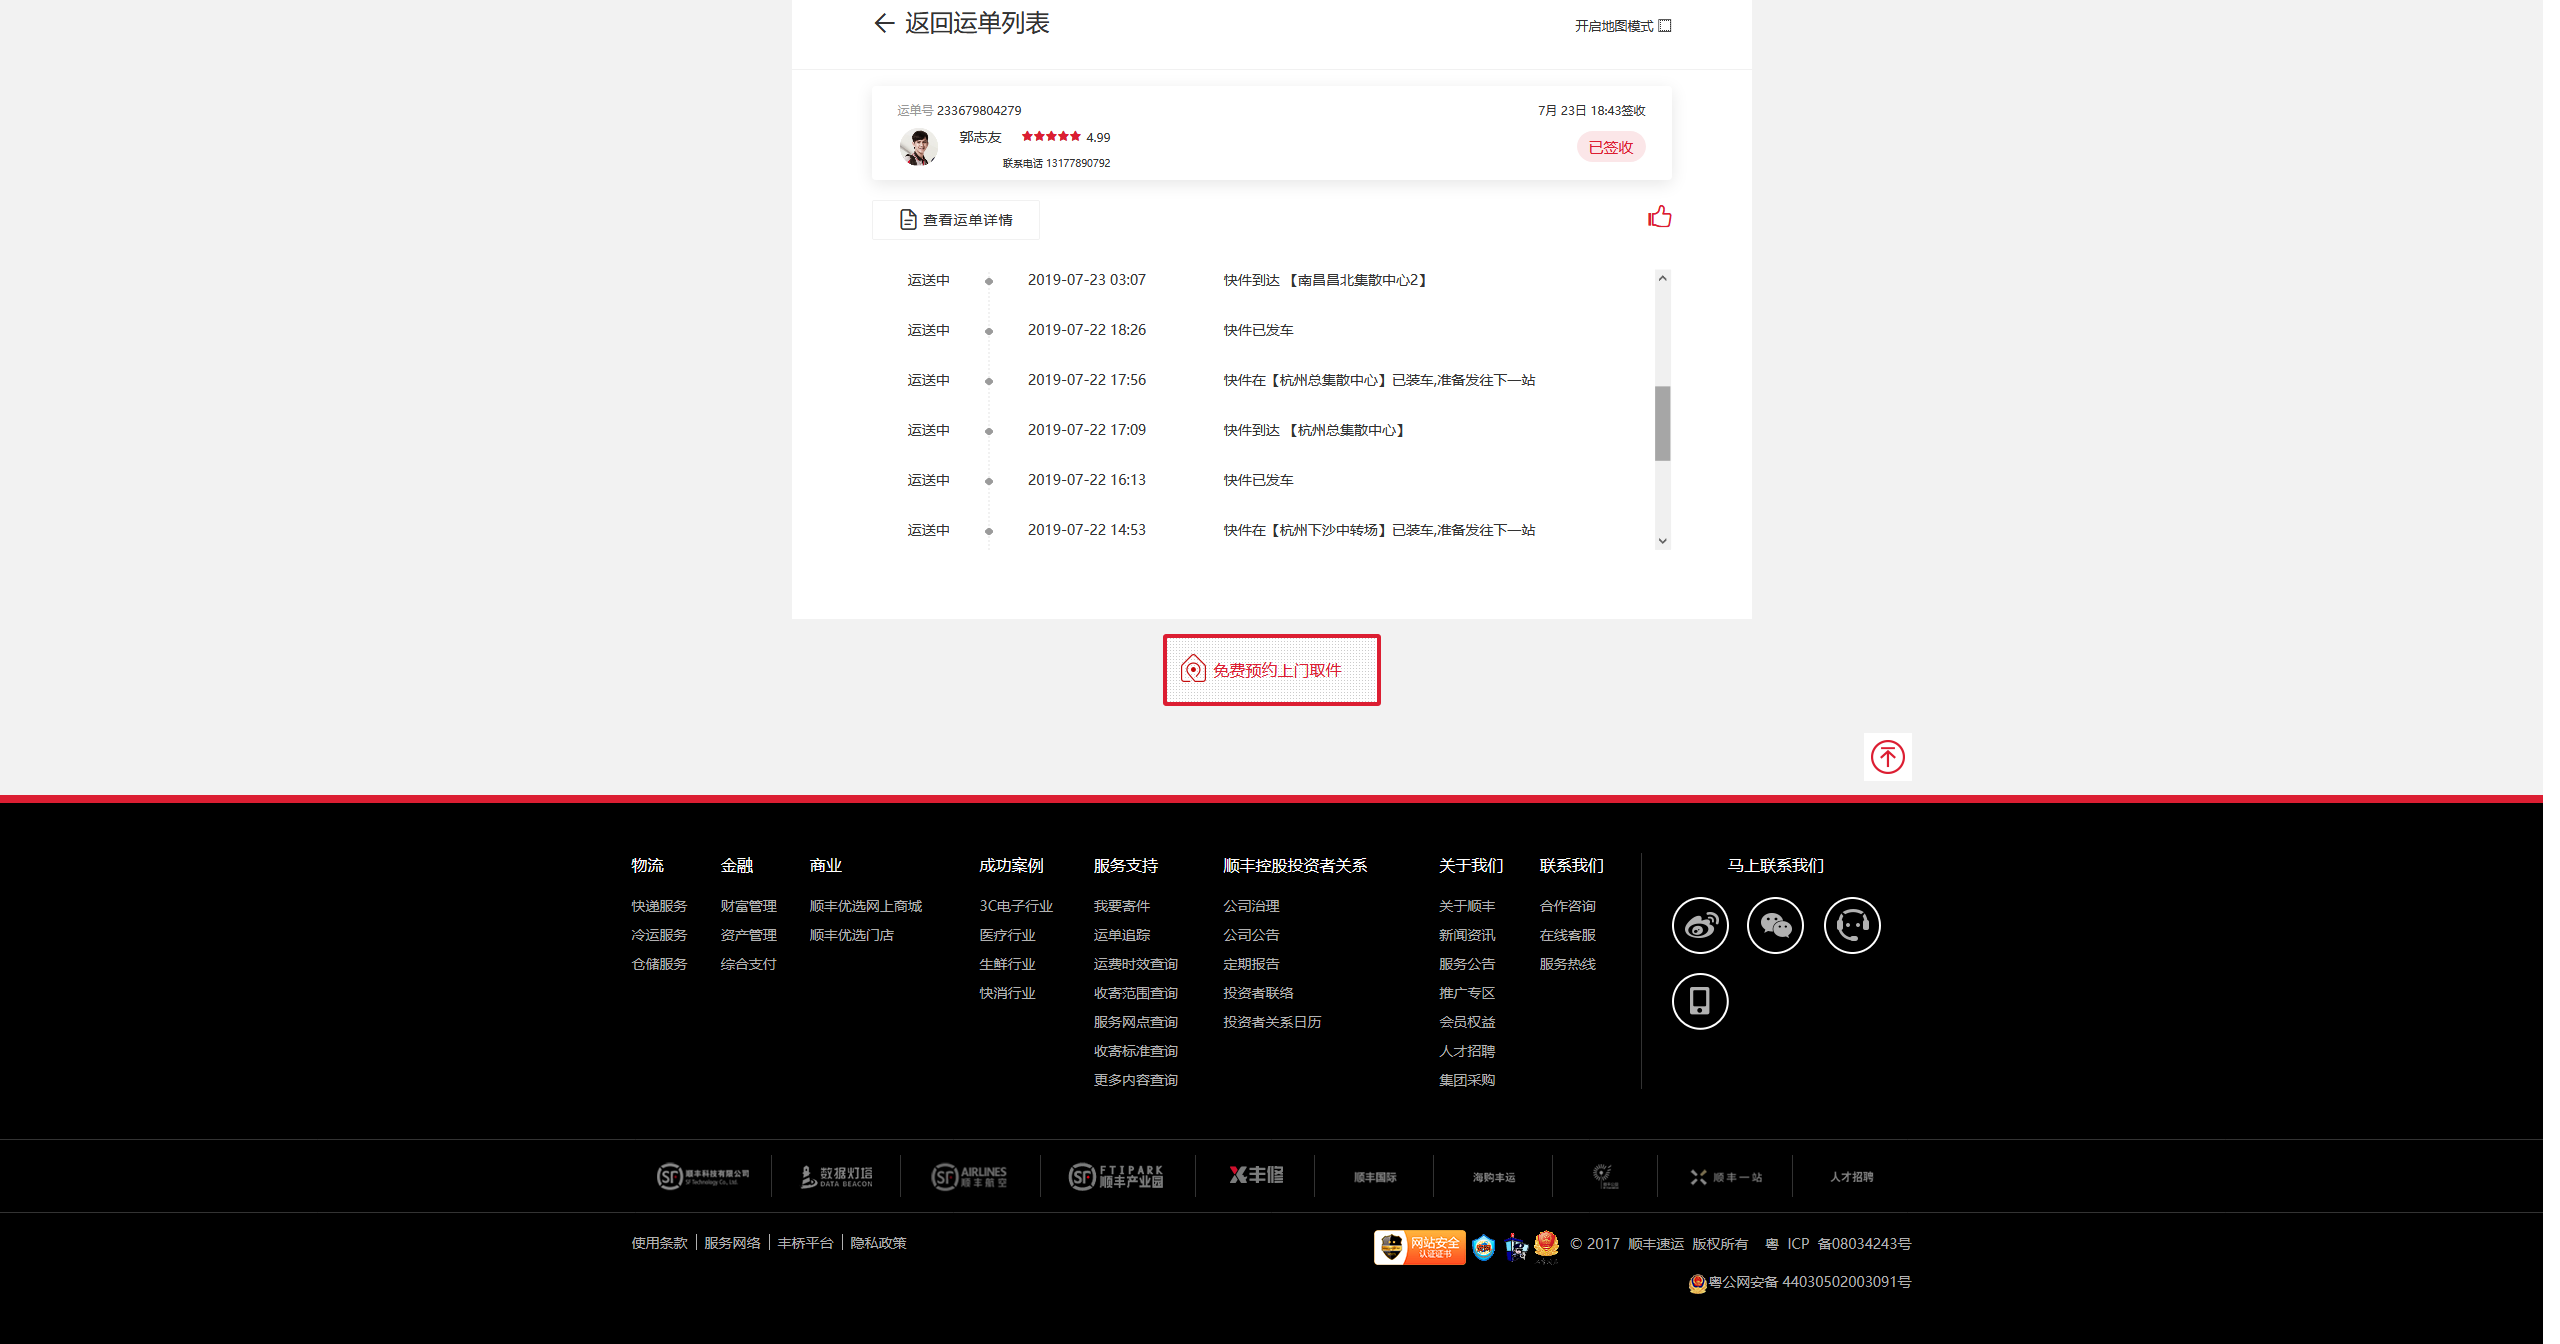 返回运单列表
开启地图模式
运单号 233679804279
7月 23日 18:43签收
郭志友 4.99
已签收
联系电话 13177890792
查看运单详情
运送中 2019-07-23 03:07 快件到达 【南昌昌北集散中心2】
运送中 2019-07-22 18:26 快件已发车
运送中 2019-07-22 17:56 快件在【杭州总集散中心】已装车,准备发往下一站
运送中 2019-07-22 17:09 快件到达 【杭州总集散中心】
运送中 2019-07-22 16:13 快件已发车
运送中 2019-07-22 14:53 快件在【杭州下沙中转场】已装车,准备发往下一站
免费预约上门取件
物流 金融 商业 成功案例 服务支持 顺丰控股投资者关系 关于我们 联系我们 马上联系我们
快递服务 财富管理 顺丰优选网上商城 3C电子行业 我要寄件 公司治理 关于顺丰 合作咨询
冷运服务 资产管理 顺丰优选门店 医疗行业 运单追踪 公司公告 新闻资讯 在线客服
仓储服务 综合支付 生鲜行业 运费时效查询 定期报告 服务公告 服务热线
快消行业 收寄范围查询 投资者联络 推广专区
服务网点查询 投资者关系日历 会员权益
收寄标准查询 人才招聘
更多内容查询 集团采购
SF 顺丰科技有限公司 SF Technology Co., Ltd.
数据灯塔 DATA BEACON
SF AIRLINES 顺丰航空
SF FTIPARK 顺丰产业园
X丰修
顺丰国际
海购丰运
顺丰一站
人才招聘
使用条款 服务网络 丰桥平台 隐私政策
网站安全
认证证书
© 2017 顺丰速运 版权所有 粤 ICP 备08034243号
粤公网安备 44030502003091号